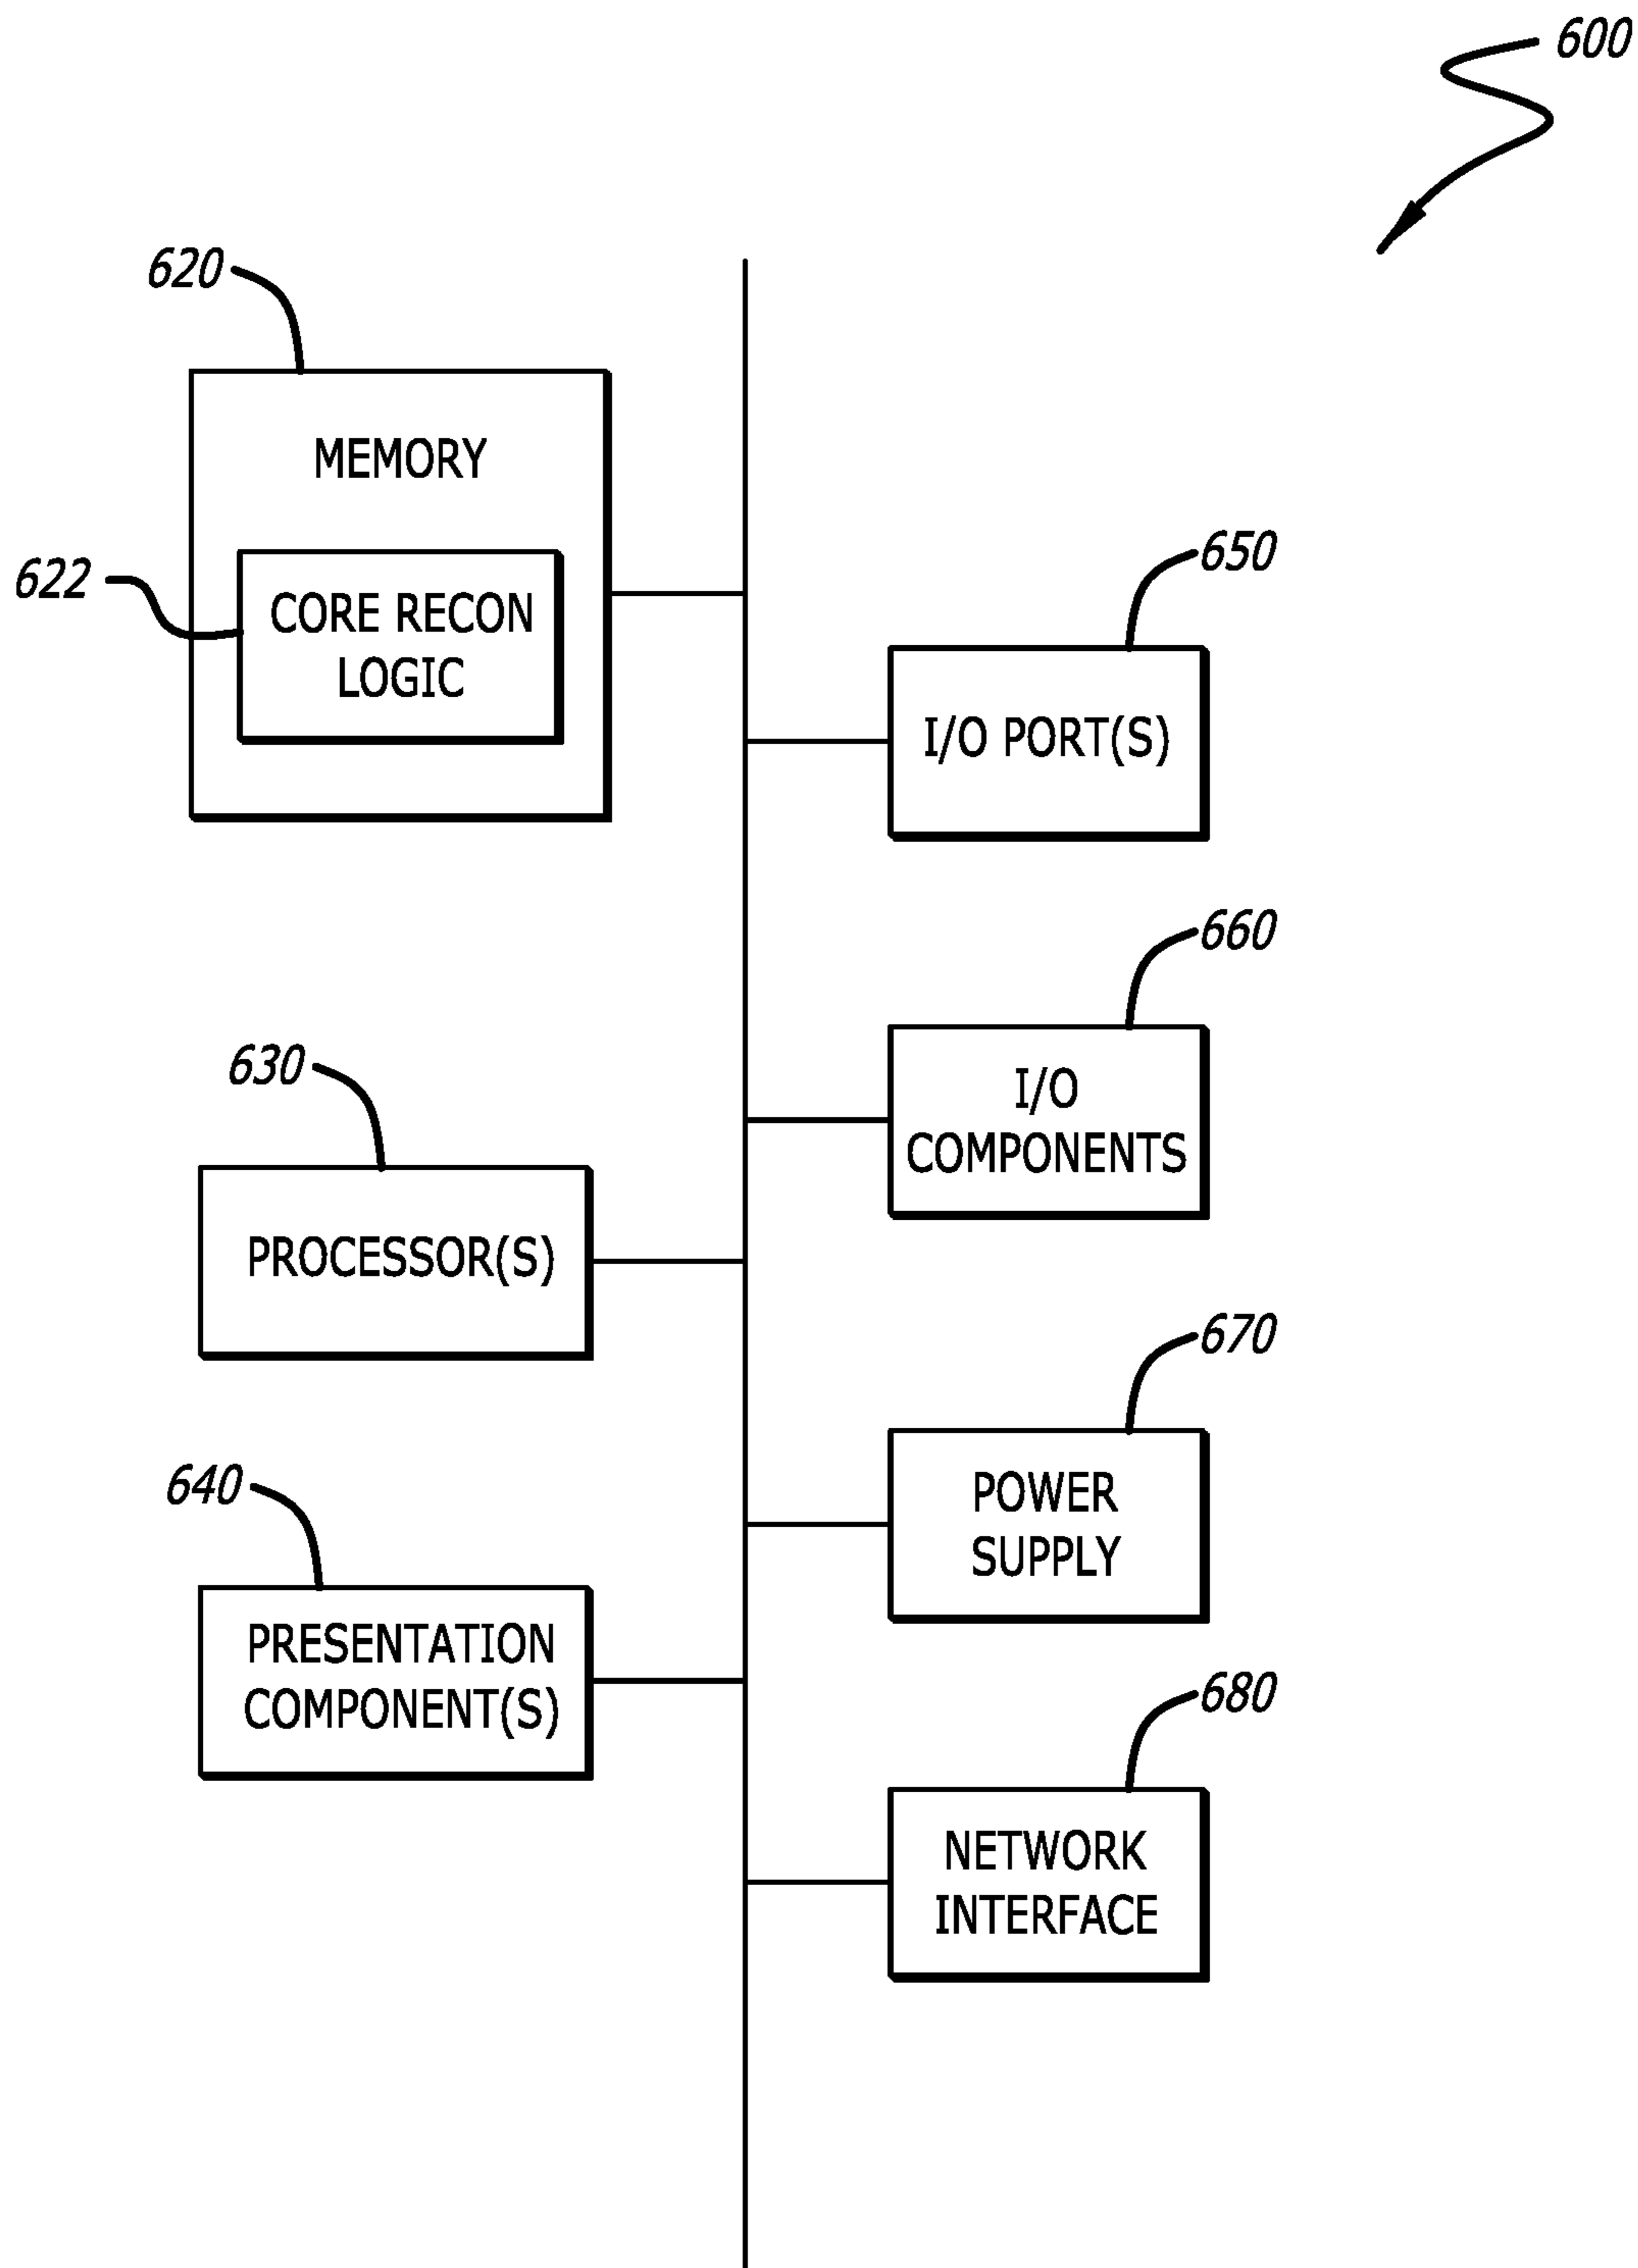 600
620
MEMORY
622
CORE RECON
LOGIC
650
I/O PORT(S)
660
I/O
COMPONENTS
630
PROCESSOR(S)
670
POWER
SUPPLY
640
PRESENTATION
COMPONENT(S)
680
NETWORK
INTERFACE